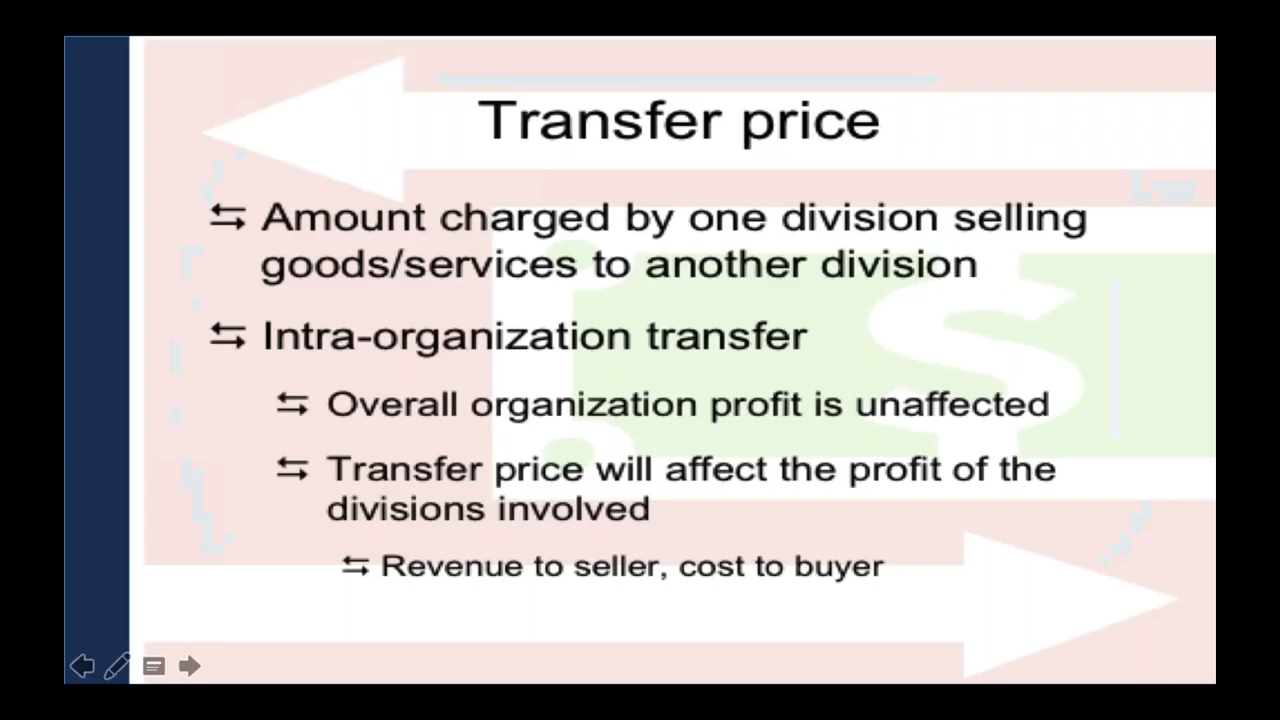 Transfer price
Amount charged by one division selling
goods/services to another division
Intra-organization transfer
Overall organization profit is unaffected
Transfer price will affect the profit of the
divisions involved
Revenue to seller, cost to buyer